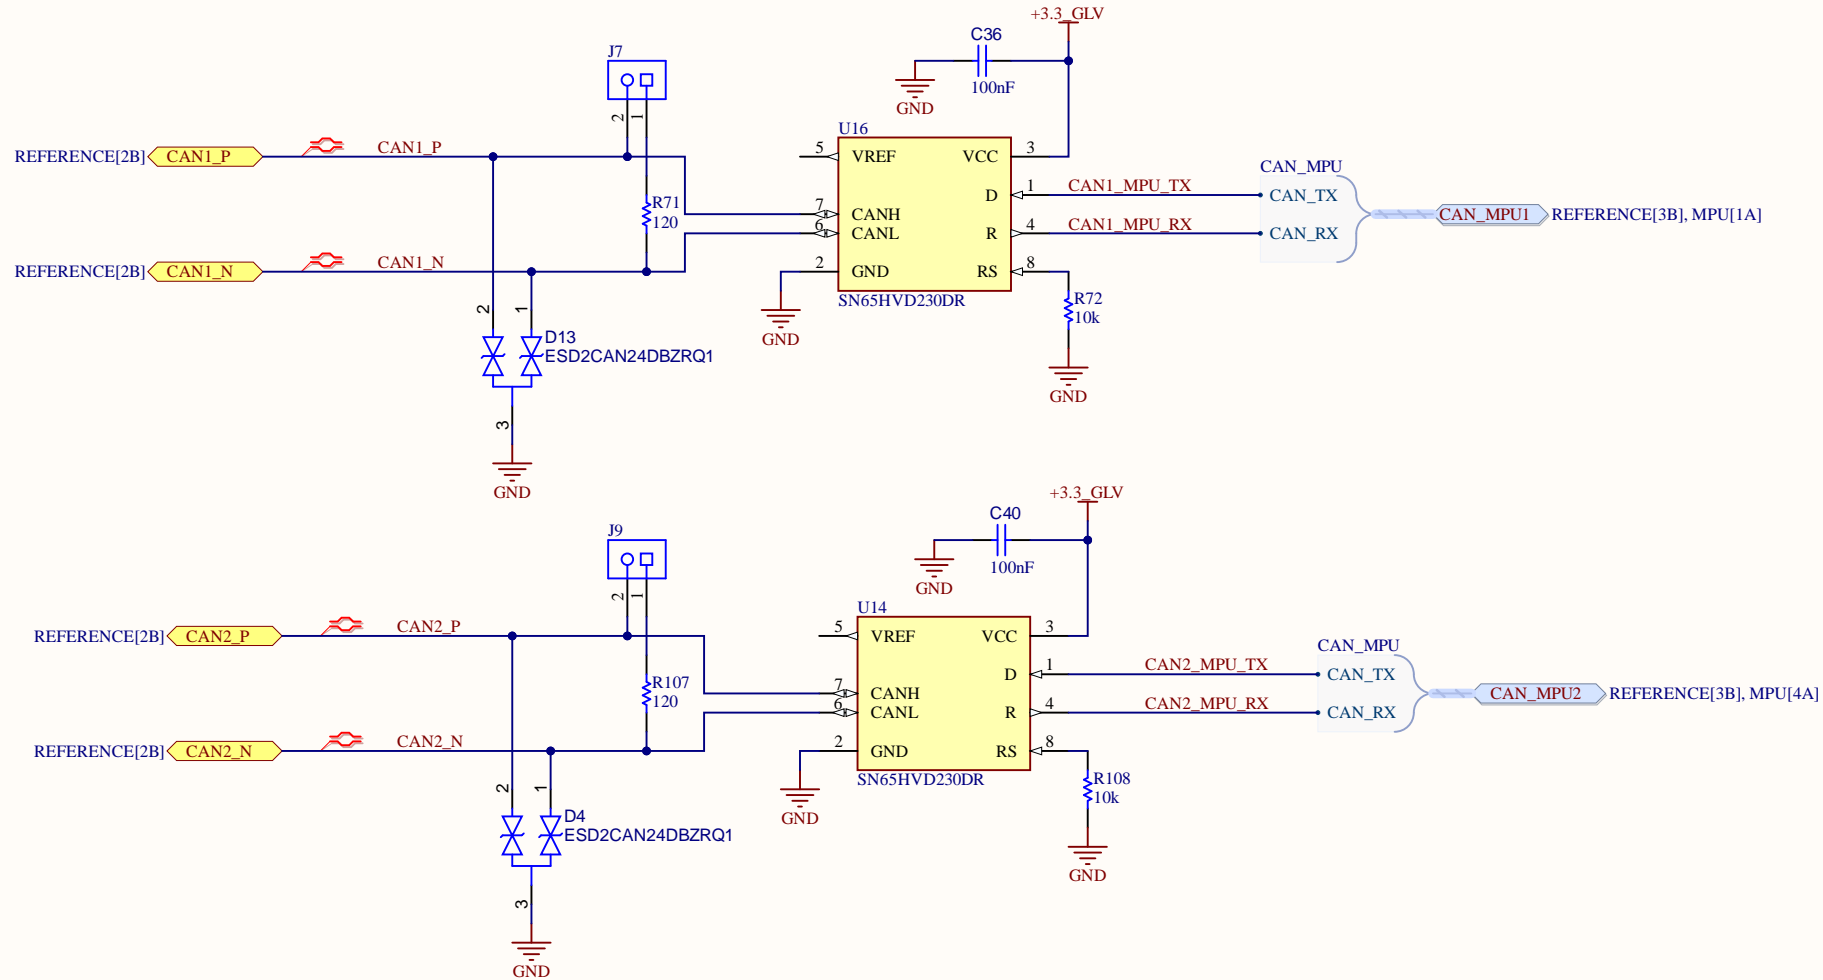 +3.3_GLV
C36
100nF
GND
J7
2 1
REFERENCE[2B] CAN1_P CAN1_P
R71
120
REFERENCE[2B] CAN1_N CAN1_N
U16
5 VREF VCC 3
D 1 CAN1_MPU_TX
7 CANH
6 CANL R 4 CAN1_MPU_RX
2 GND RS 8
SN65HVD230DR
GND
R72
10k
GND
CAN_MPU
CAN_TX
CAN_RX
CAN_MPU1 REFERENCE[3B], MPU[1A]
2 1
D13
ESD2CAN24DBZRQ1
3
GND
+3.3_GLV
C40
100nF
GND
J9
2 1
REFERENCE[2B] CAN2_P CAN2_P
R107
120
REFERENCE[2B] CAN2_N CAN2_N
U14
5 VREF VCC 3
D 1 CAN2_MPU_TX
7 CANH
6 CANL R 4 CAN2_MPU_RX
2 GND RS 8
SN65HVD230DR
GND
R108
10k
GND
CAN_MPU
CAN_TX
CAN_RX
CAN_MPU2 REFERENCE[3B], MPU[4A]
2 1
D4
ESD2CAN24DBZRQ1
3
GND